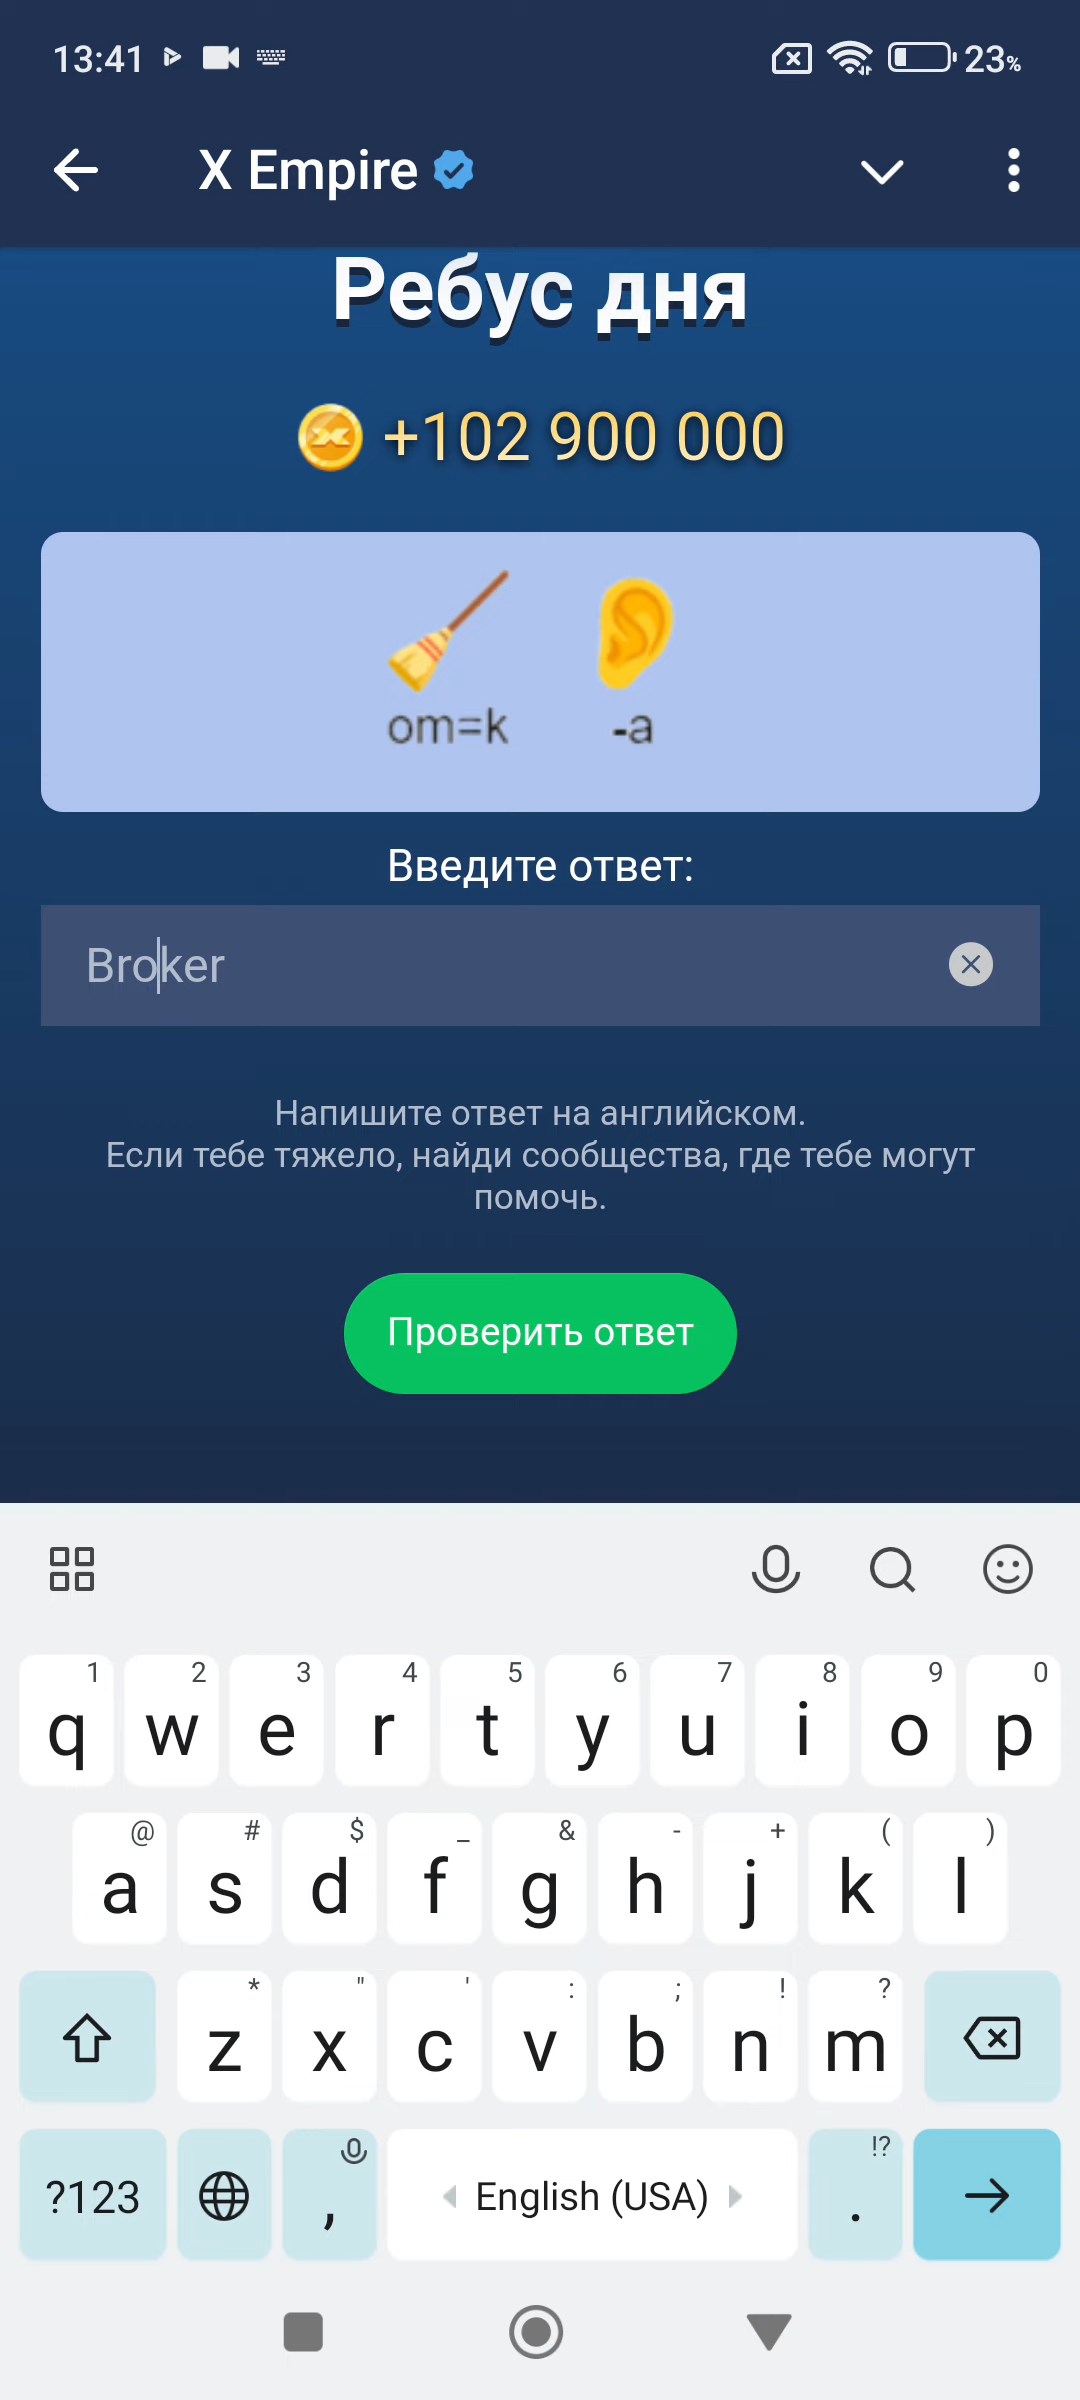 13:41
23%
X Empire
Ребус дня
+102 900 000
om=k -a
Введите ответ:
Broker
Напишите ответ на английском.
Если тебе тяжело, найди сообщества, где тебе могут
помочь.
Проверить ответ
1 2 3 4 5 6 7 8 9 0
q w e r t y u i o p
@ # $ _ & - + ( )
a s d f g h j k l
* " ' : ; ! ?
z x c v b n m
!?
?123 , English (USA) .